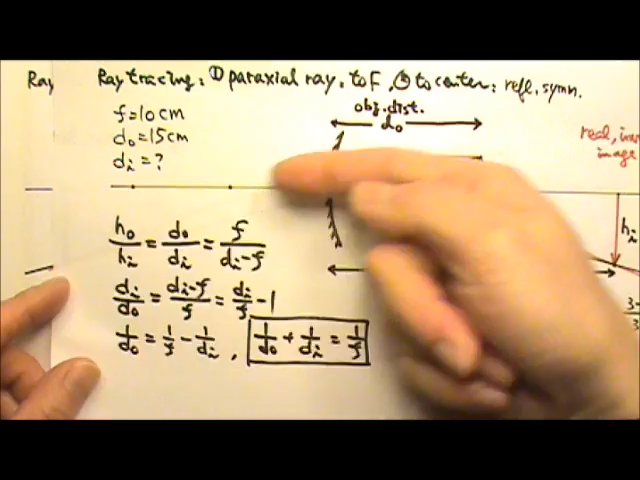 Ray Ray tracing: ① paraxial ray, to F, ② to center: refl. symn.
obj. dist.
f = 10 cm
d₀ = 15 cm
dᵢ = ?
d₀
real, inv
image
h₀/hᵢ = d₀/dᵢ = f/(dᵢ-f)
hᵢ
dᵢ/d₀ = (dᵢ-f)/f = dᵢ/f - 1
1/d₀ = 1/f - 1/dᵢ , 1/d₀ + 1/dᵢ = 1/f